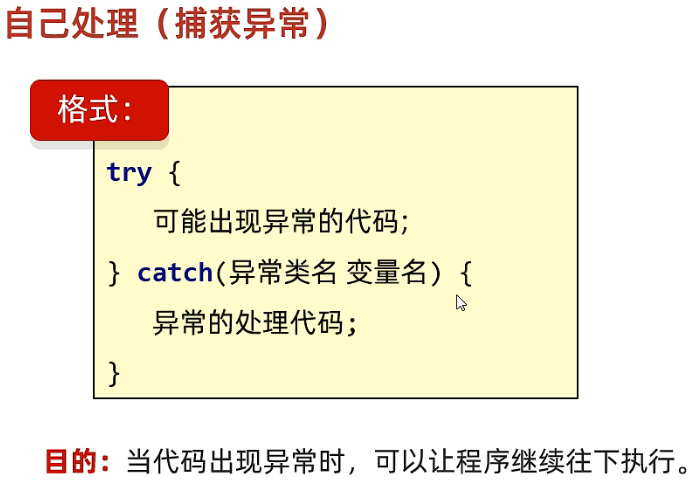 自己处理（捕获异常）
格式：
try {
可能出现异常的代码;
} catch(异常类名 变量名) {
异常的处理代码;
}
目的：当代码出现异常时，可以让程序继续往下执行。